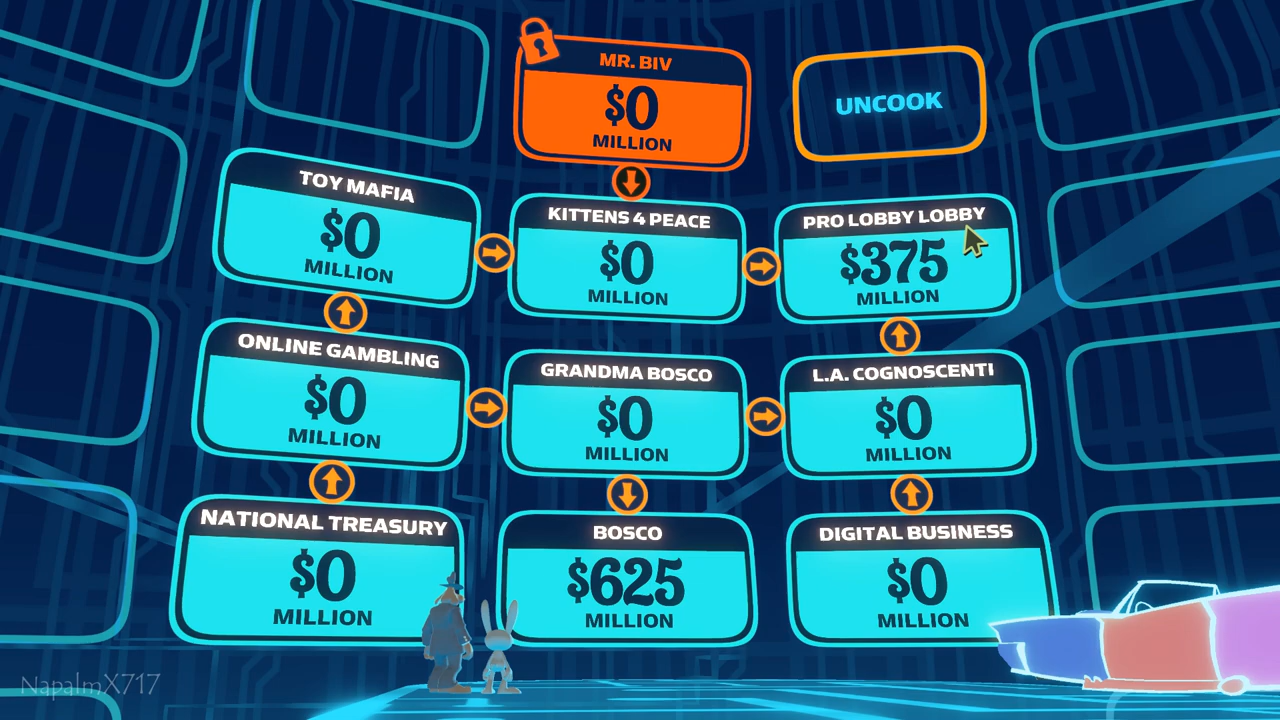 MR. BIV
$0
MILLION
UNCOOK
TOY MAFIA
$0
MILLION
KITTENS 4 PEACE
$0
MILLION
PRO LOBBY LOBBY
$375
MILLION
ONLINE GAMBLING
$0
MILLION
GRANDMA BOSCO
$0
MILLION
L.A. COGNOSCENTI
$0
MILLION
NATIONAL TREASURY
$0
MILLION
BOSCO
$625
MILLION
DIGITAL BUSINESS
$0
MILLION
NapalmX717